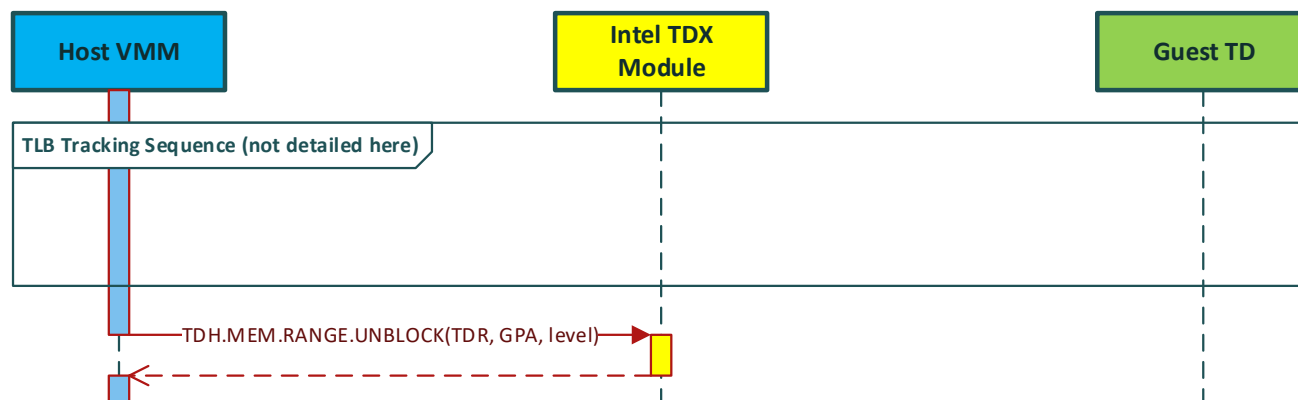 Host VMM
Intel TDX
Module
Guest TD
TLB Tracking Sequence (not detailed here)
TDH.MEM.RANGE.UNBLOCK(TDR, GPA, level)